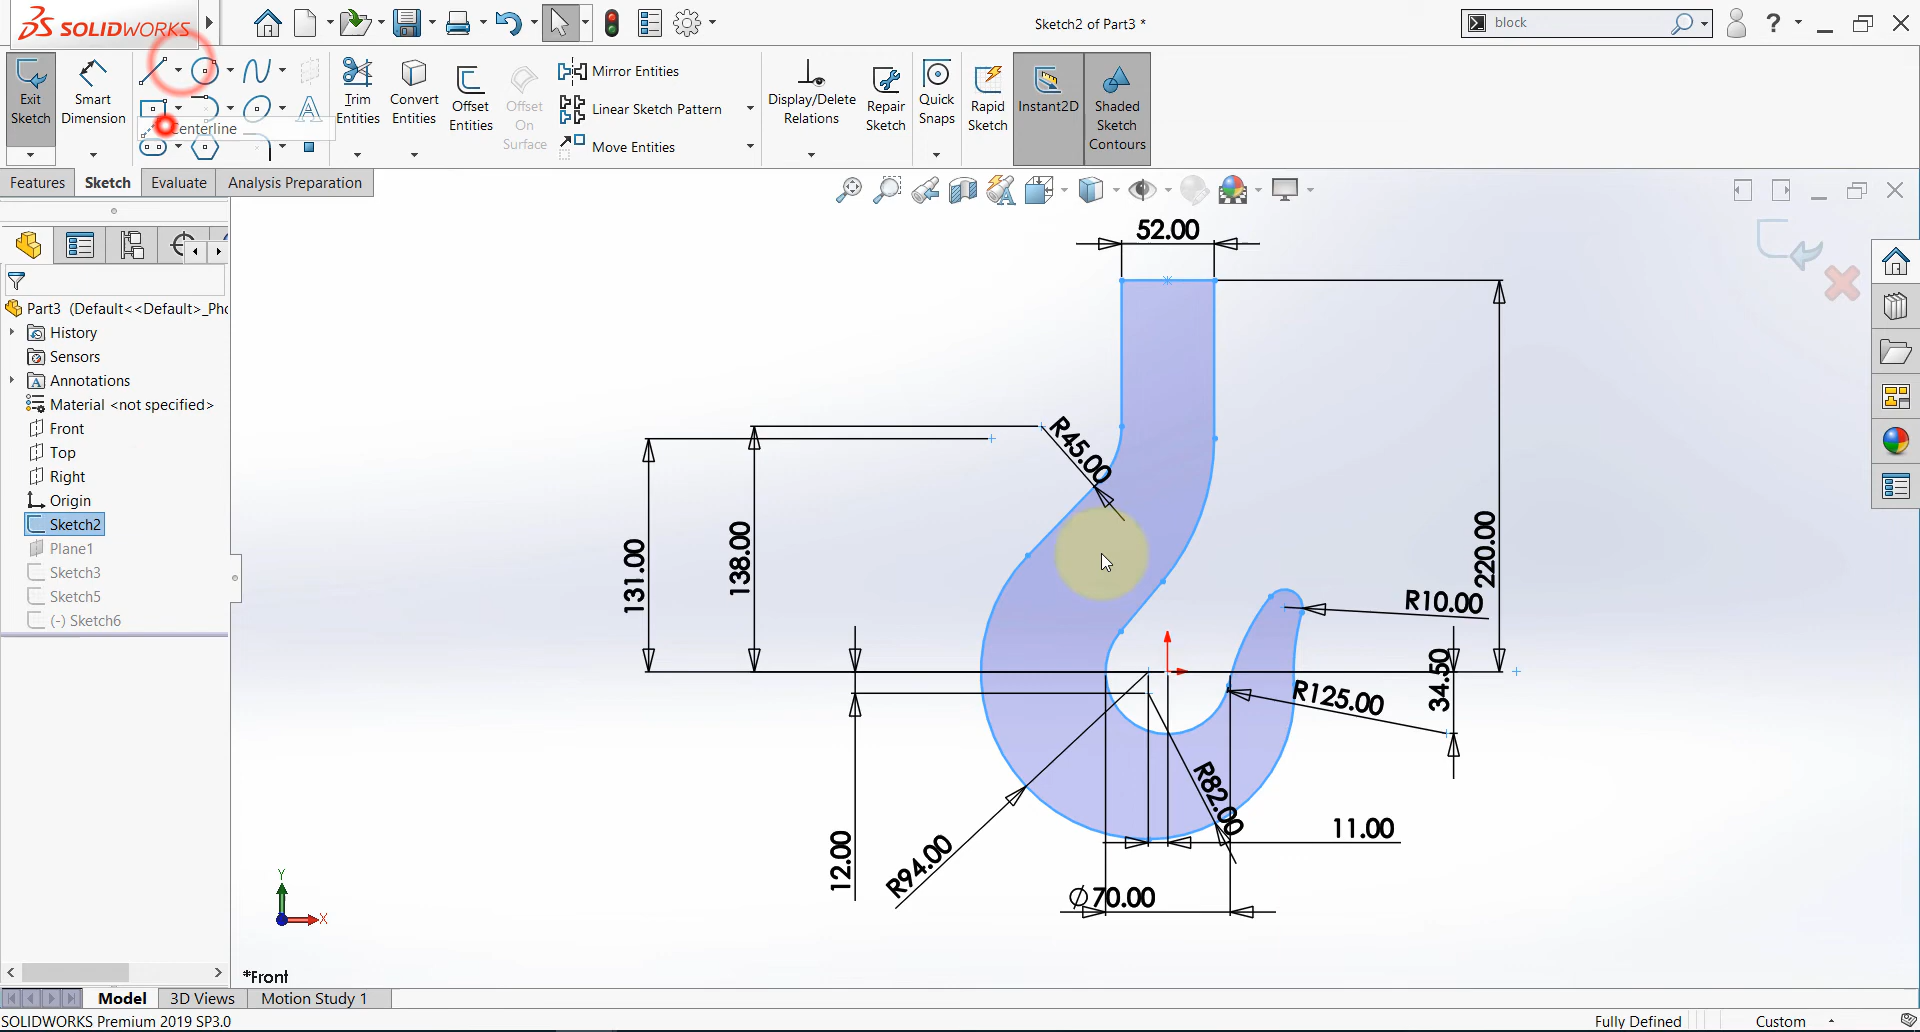 SOLIDWORKS
Sketch2 of Part3 *
block
Exit Sketch
Smart Dimension
Centerline
Trim Entities
Convert Entities
Offset Entities
Offset On Surface
Mirror Entities
Linear Sketch Pattern
Move Entities
Display/Delete Relations
Repair Sketch
Quick Snaps
Rapid Sketch
Instant2D
Shaded Sketch Contours
Features
Sketch
Evaluate
Analysis Preparation
Part3 (Default<<Default>_Pho
History
Sensors
Annotations
Material <not specified>
Front
Top
Right
Origin
Sketch2
Plane1
Sketch3
Sketch5
(-) Sketch6
52.00
R45.00
131.00
138.00
220.00
R10.00
34.50
R125.00
R82.00
11.00
12.00
R94.00
∅70.00
Y
X
*Front
Model
3D Views
Motion Study 1
SOLIDWORKS Premium 2019 SP3.0
Fully Defined
Custom